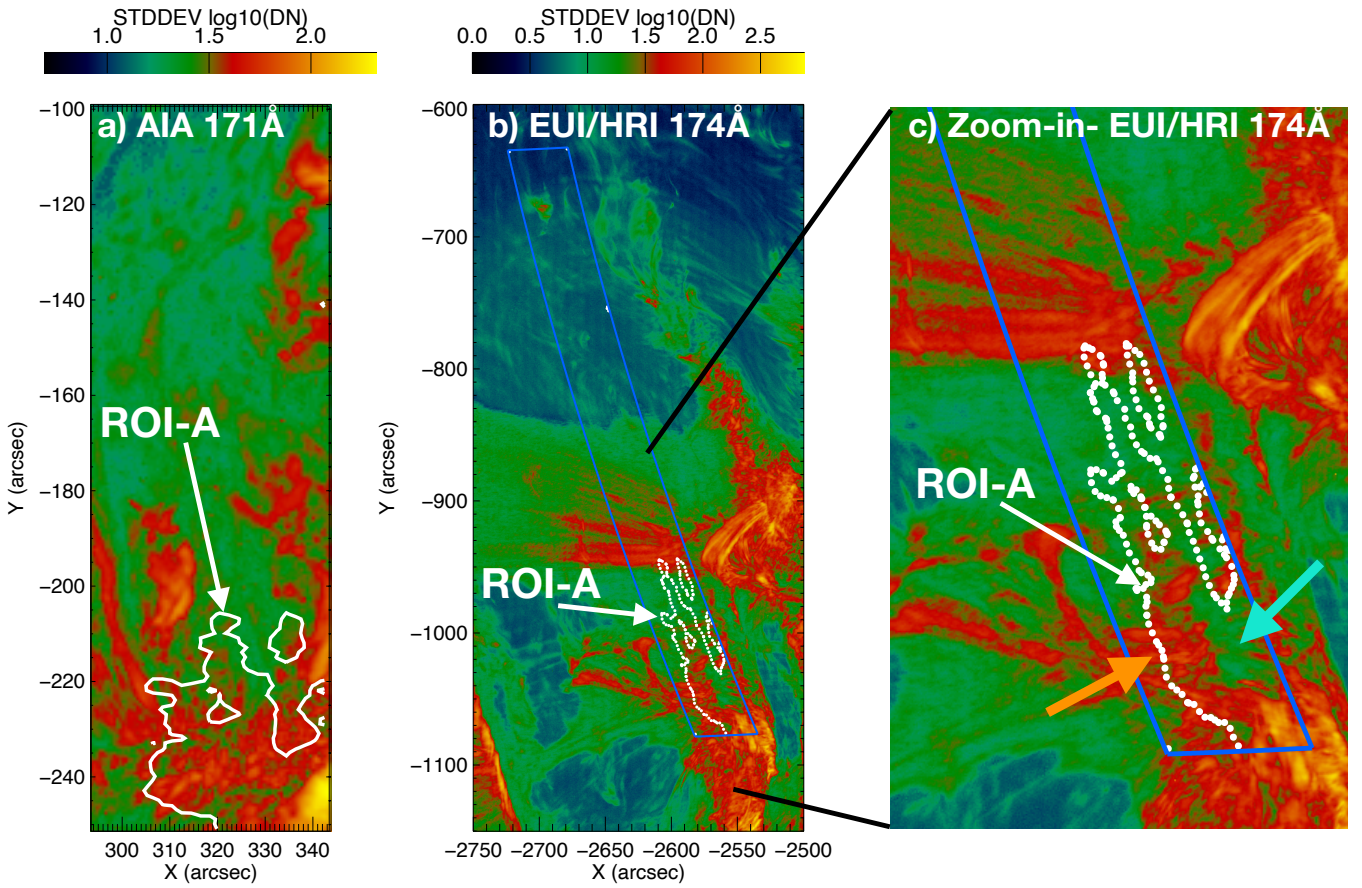 STDDEV log10(DN)
1.0 1.5 2.0
STDDEV log10(DN)
0.0 0.5 1.0 1.5 2.0 2.5
a) AIA 171Å
b) EUI/HRI 174Å
c) Zoom-in- EUI/HRI 174Å
−100
−120
−140
−160
−180
−200
−220
−240
Y (arcsec)
300 320 340
X (arcsec)
ROI-A
−600
−700
−800
−900
−1000
−1100
Y (arcsec)
−2750 −2700 −2650 −2600 −2550 −2500
X (arcsec)
ROI-A
ROI-A